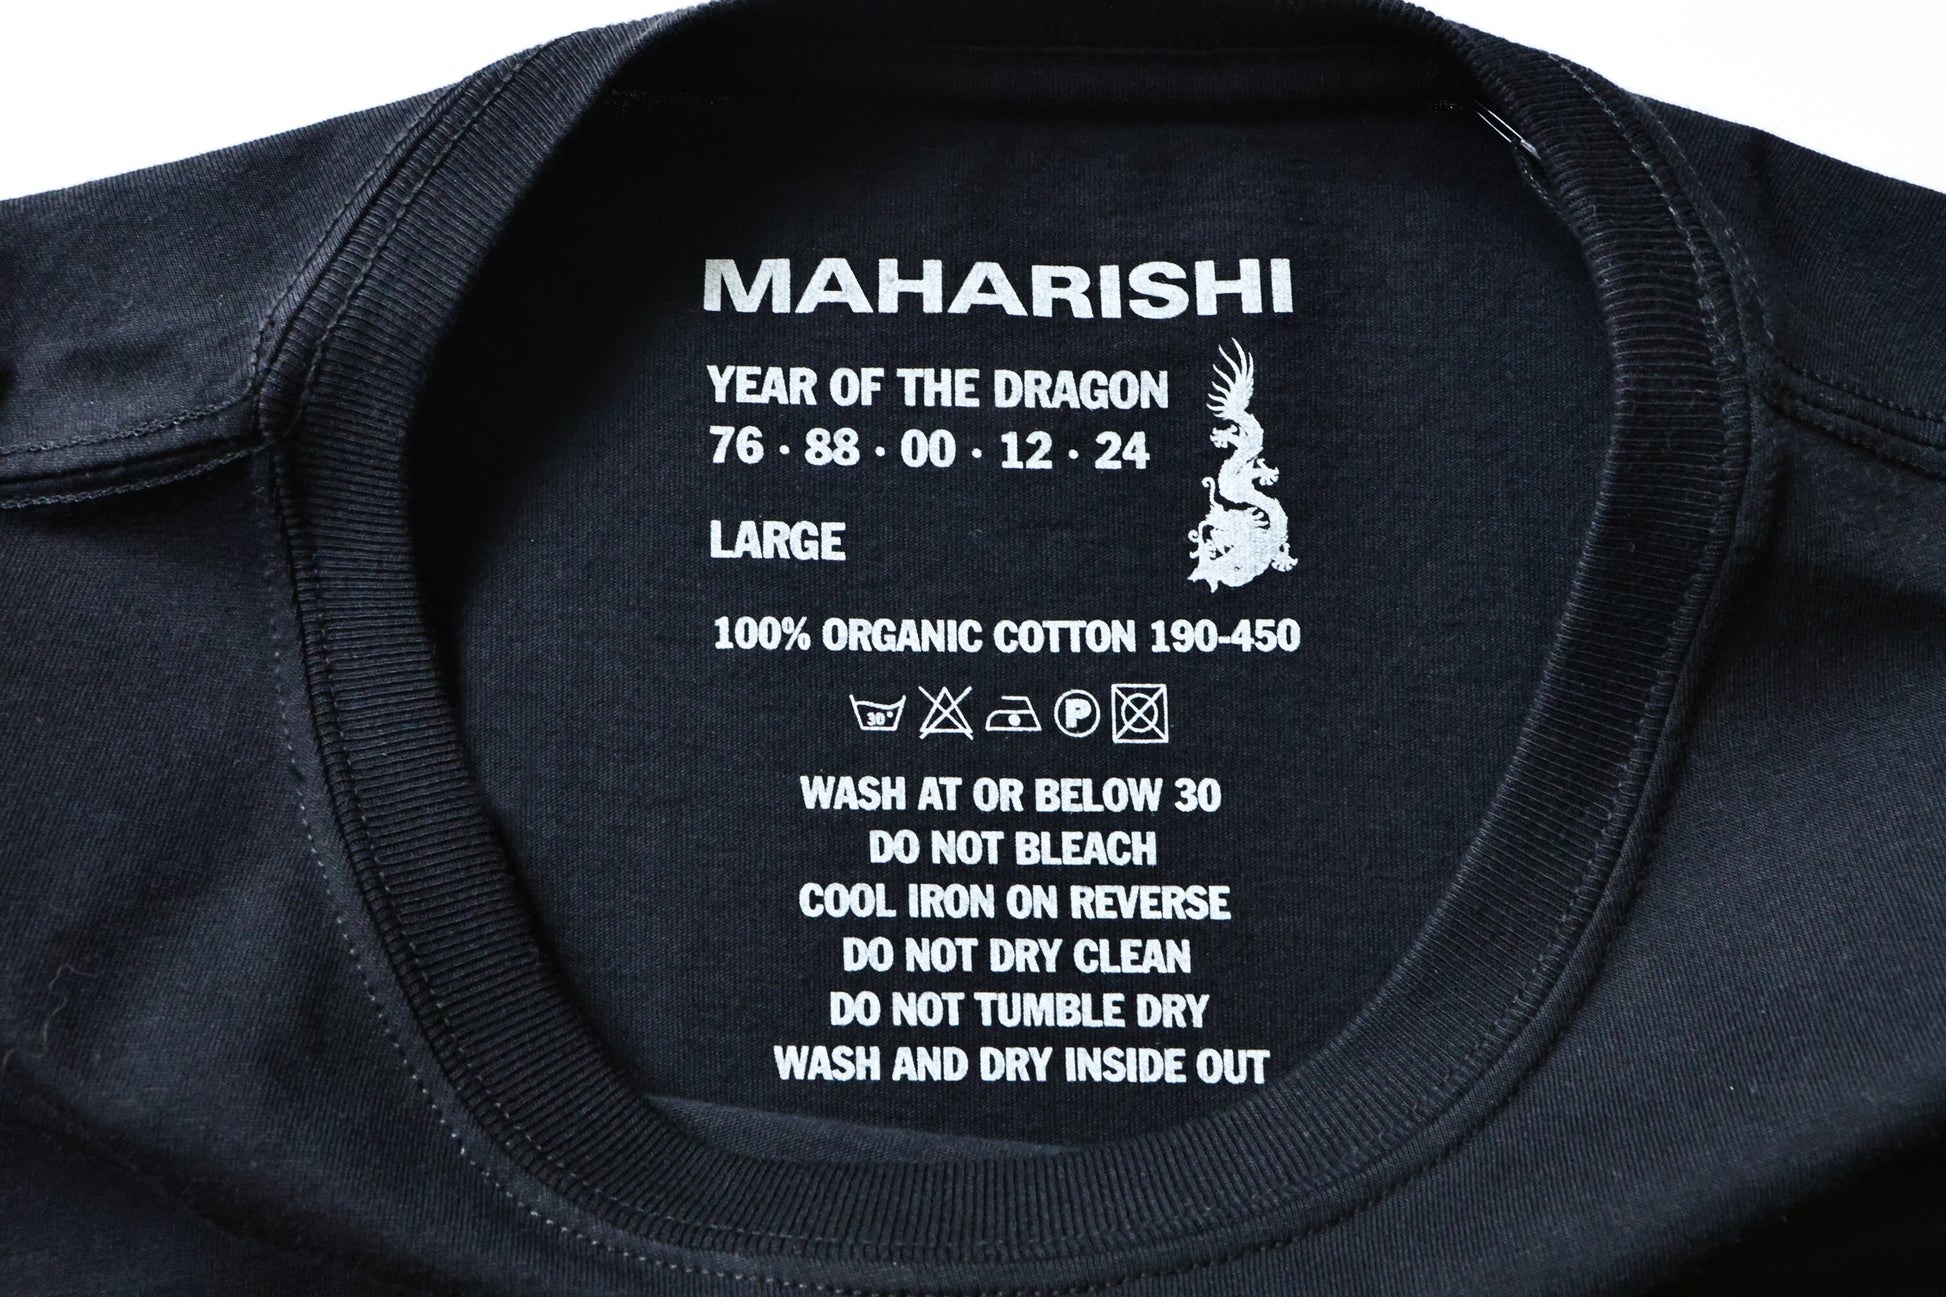 MAHARISHI
YEAR OF THE DRAGON
76 · 88 · 00 · 12 · 24
LARGE
100% ORGANIC COTTON 190-450
30° P
WASH AT OR BELOW 30
DO NOT BLEACH
COOL IRON ON REVERSE
DO NOT DRY CLEAN
DO NOT TUMBLE DRY
WASH AND DRY INSIDE OUT